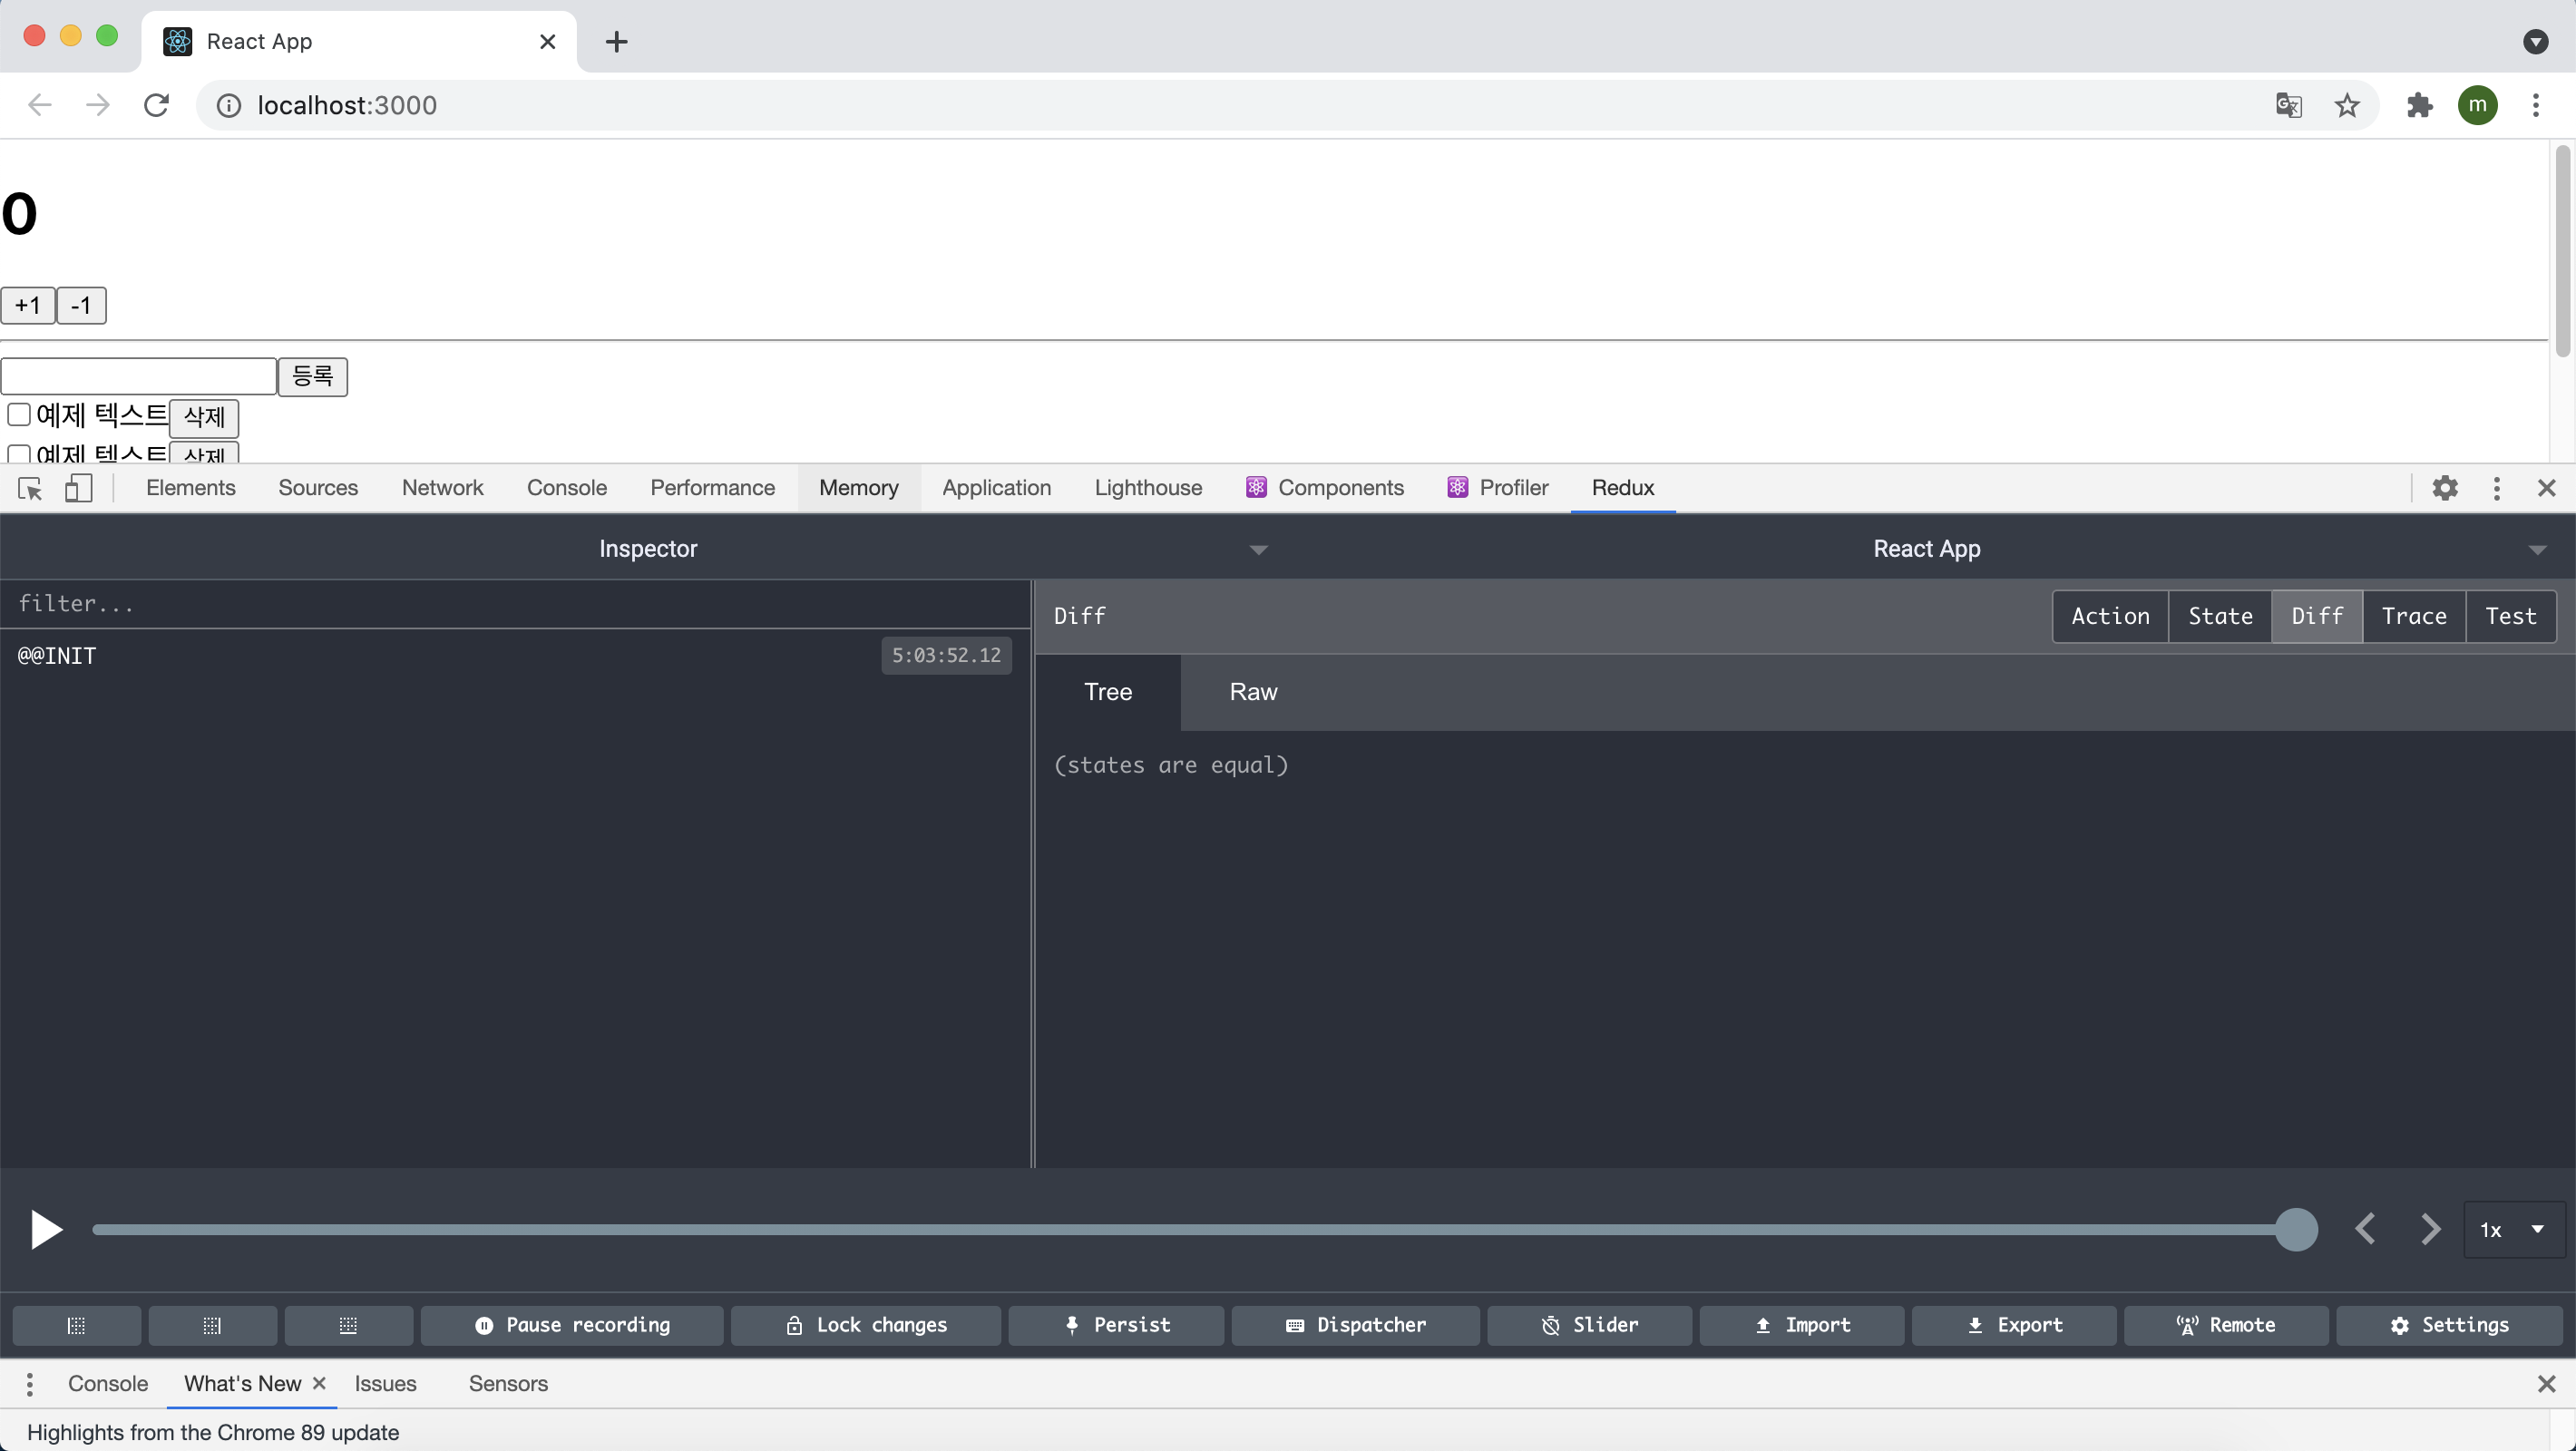 React App
localhost:3000
m
0
+1 -1
등록
예제 텍스트 삭제
예제 텍스트 삭제
Elements Sources Network Console Performance Memory Application Lighthouse Components Profiler Redux
Inspector React App
filter...
Diff Action State Diff Trace Test
@@INIT 5:03:52.12
Tree Raw
(states are equal)
1x
Pause recording Lock changes Persist Dispatcher Slider Import Export Remote Settings
Console What's New Issues Sensors
Highlights from the Chrome 89 update